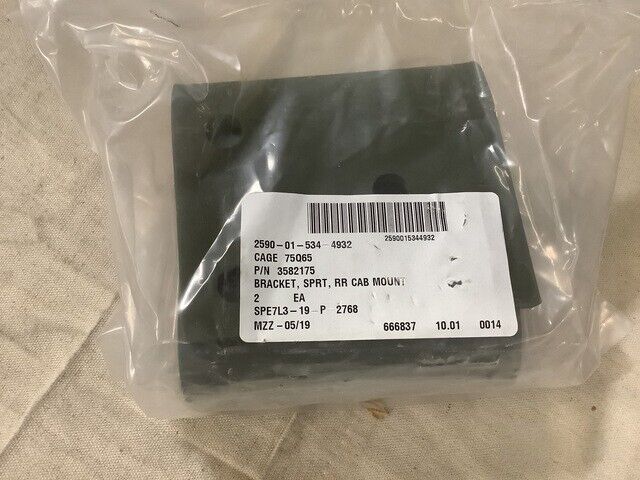 2590015344932
2590-01-534-4932
CAGE 75Q65
P/N 3582175
BRACKET, SPRT, RR CAB MOUNT
2 EA
SPE7L3-19-P 2768
MZZ-05/19 666837 10.01 0014